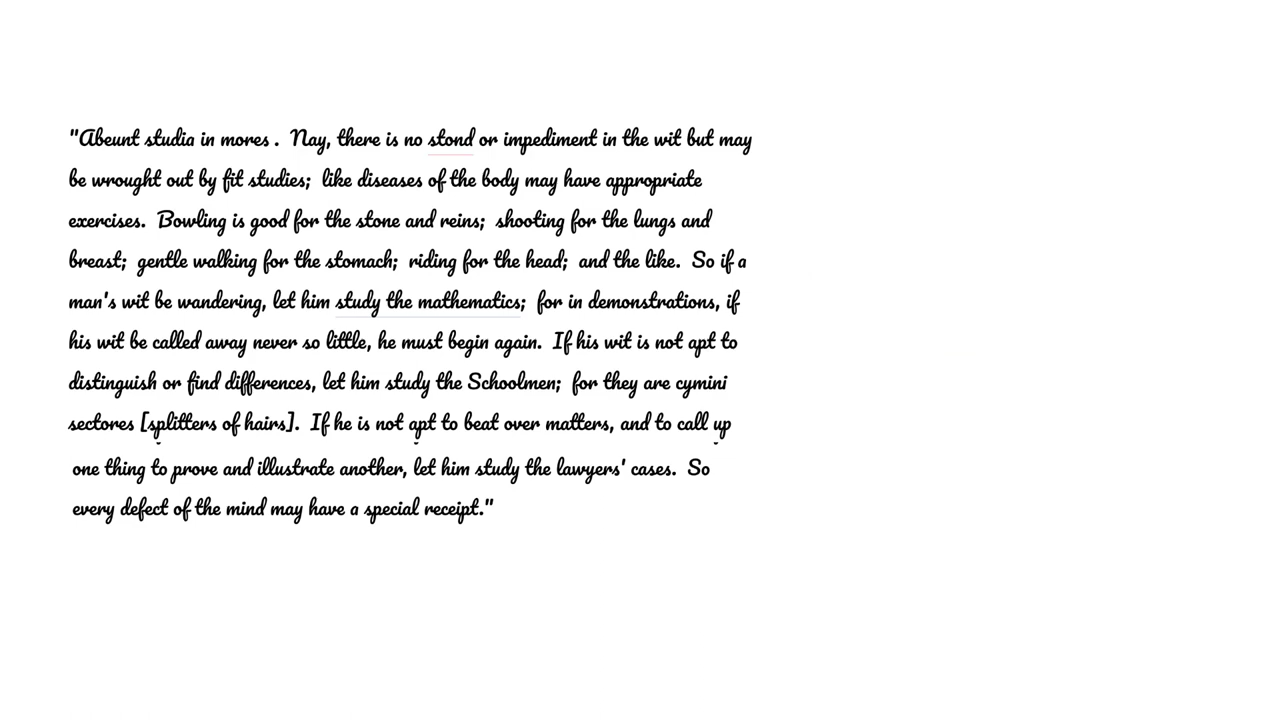 "Abeunt studia in mores . Nay, there is no stond or impediment in the wit but may
be wrought out by fit studies; like diseases of the body may have appropriate
exercises. Bowling is good for the stone and reins; shooting for the lungs and
breast; gentle walking for the stomach; riding for the head; and the like. So if a
man's wit be wandering, let him study the mathematics; for in demonstrations, if
his wit be called away never so little, he must begin again. If his wit is not apt to
distinguish or find differences, let him study the Schoolmen; for they are cymini
sectores [splitters of hairs]. If he is not apt to beat over matters, and to call up
one thing to prove and illustrate another, let him study the lawyers' cases. So
every defect of the mind may have a special receipt."